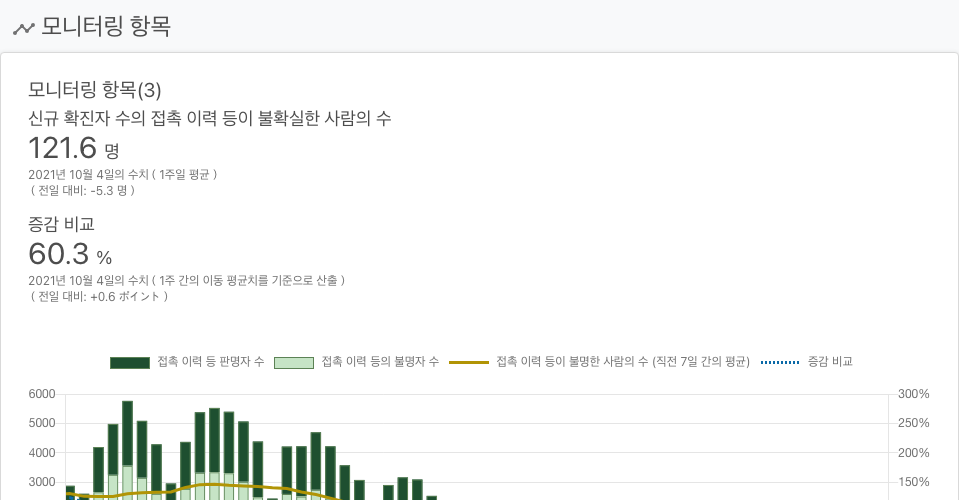 모니터링 항목
모니터링 항목(3)
신규 확진자 수의 접촉 이력 등이 불확실한 사람의 수
121.6 명
2021년 10월 4일의 수치 ( 1주일 평균 )
( 전일 대비: -5.3 명 )
증감 비교
60.3 %
2021년 10월 4일의 수치 ( 1주 간의 이동 평균치를 기준으로 산출 )
( 전일 대비: +0.6 ポイント )
접촉 이력 등 판명자 수 접촉 이력 등의 불명자 수 접촉 이력 등이 불명한 사람의 수 (직전 7일 간의 평균) 증감 비교
6000 300%
5000 250%
4000 200%
3000 150%